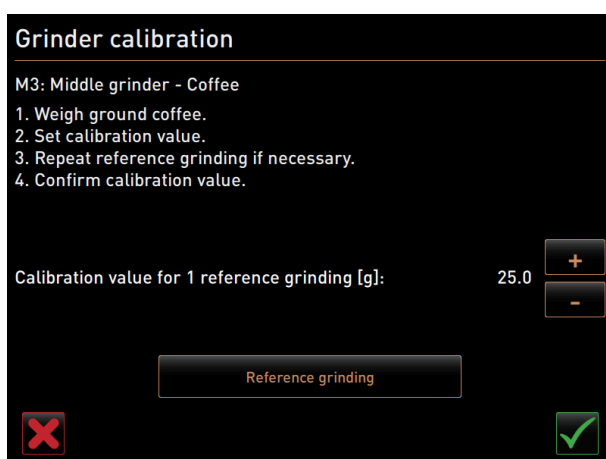 Grinder calibration
M3: Middle grinder - Coffee
1. Weigh ground coffee.
2. Set calibration value.
3. Repeat reference grinding if necessary.
4. Confirm calibration value.
+
Calibration value for 1 reference grinding [g]: 25.0
-
Reference grinding